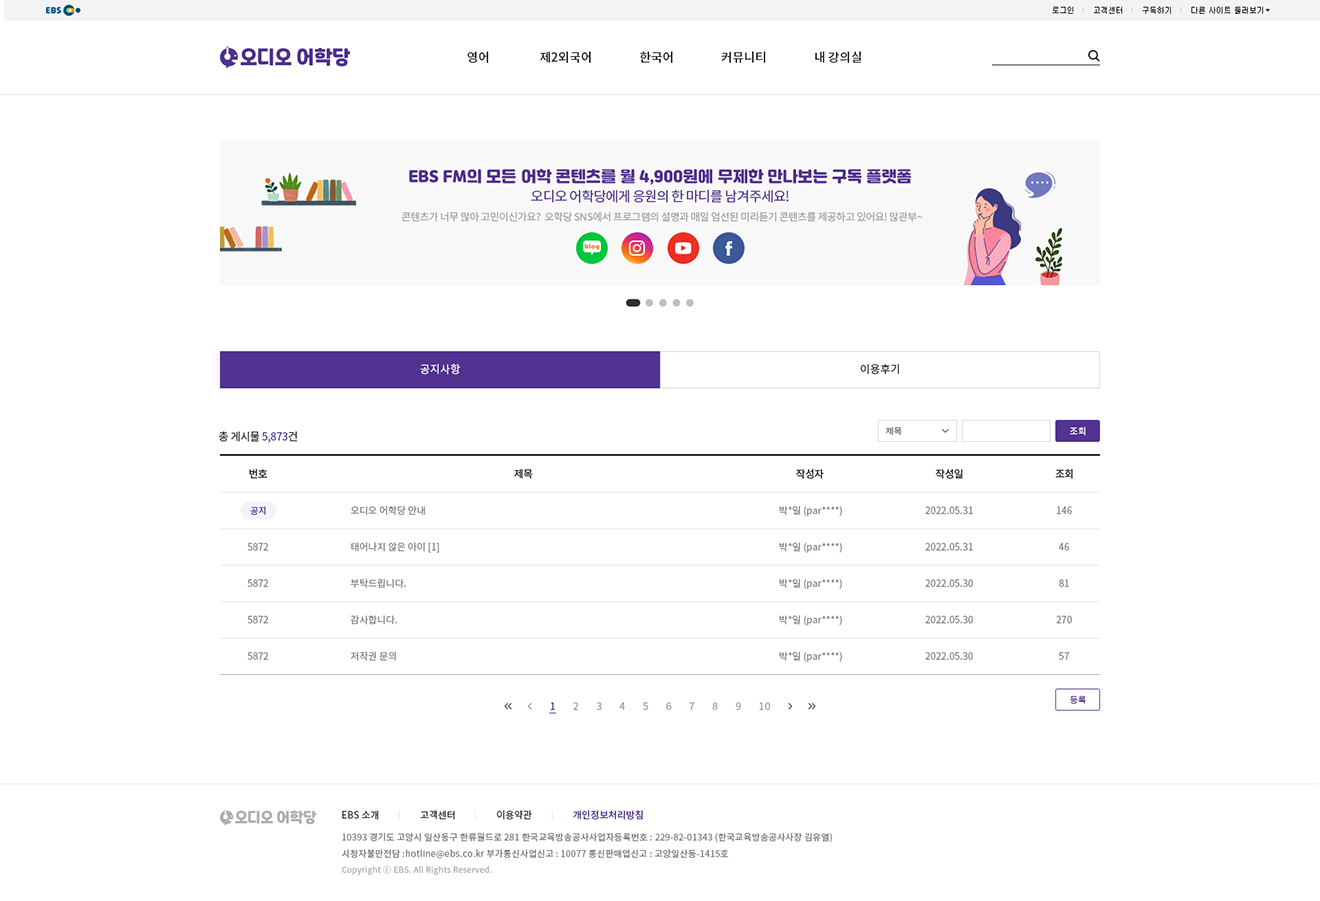 EBS
로그인 고객센터 구독하기 다른 사이트 둘러보기
오디오 어학당 영어 제2외국어 한국어 커뮤니티 내 강의실
EBS FM의 모든 어학 콘텐츠를 월 4,900원에 무제한 만나보는 구독 플랫폼
오디오 어학당에게 응원의 한 마디를 남겨주세요!
콘텐츠가 너무 많아 고민이신가요? 오학당 SNS에서 프로그램의 설명과 매일 엄선된 미리듣기 콘텐츠를 제공하고 있어요! 많관부~
blog
공지사항 이용후기
총 게시물 5,873건 제목 조회
번호 제목 작성자 작성일 조회
공지 오디오 어학당 안내 박*일 (par****) 2022.05.31 146
5872 태어나지 않은 아이 [1] 박*일 (par****) 2022.05.31 46
5872 부탁드립니다. 박*일 (par****) 2022.05.30 81
5872 감사합니다. 박*일 (par****) 2022.05.30 270
5872 저작권 문의 박*일 (par****) 2022.05.30 57
« ‹ 1 2 3 4 5 6 7 8 9 10 › » 등록
오디오 어학당 EBS 소개 고객센터 이용약관 개인정보처리방침
10393 경기도 고양시 일산동구 한류월드로 281 한국교육방송공사사업자등록번호 : 229-82-01343 (한국교육방송공사사장 김유열)
시청자불만전담 :hotline@ebs.co.kr 부가통신사업신고 : 10077 통신판매업신고 : 고양일산동-1415호
Copyright ⓒ EBS. All Rights Reserved.